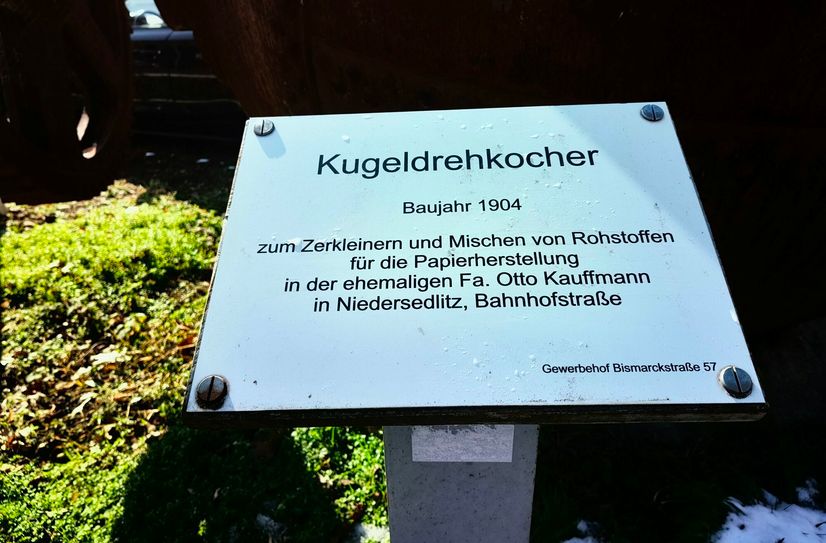 Kugeldrehkocher
Baujahr 1904
zum Zerkleinern und Mischen von Rohstoffen
für die Papierherstellung
in der ehemaligen Fa. Otto Kauffmann
in Niedersedlitz, Bahnhofstraße
Gewerbehof Bismarckstraße 57